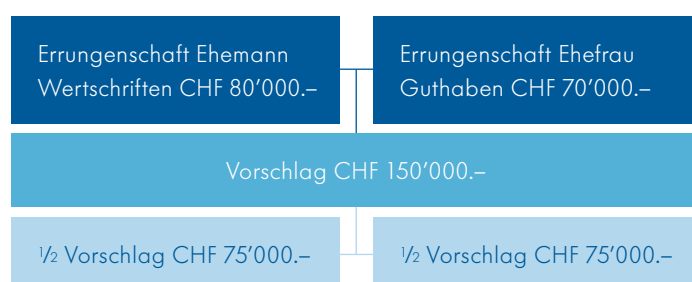 Errungenschaft Ehemann
Wertschriften CHF 80’000.–
Errungenschaft Ehefrau
Guthaben CHF 70’000.–
Vorschlag CHF 150’000.–
½ Vorschlag CHF 75’000.–
½ Vorschlag CHF 75’000.–